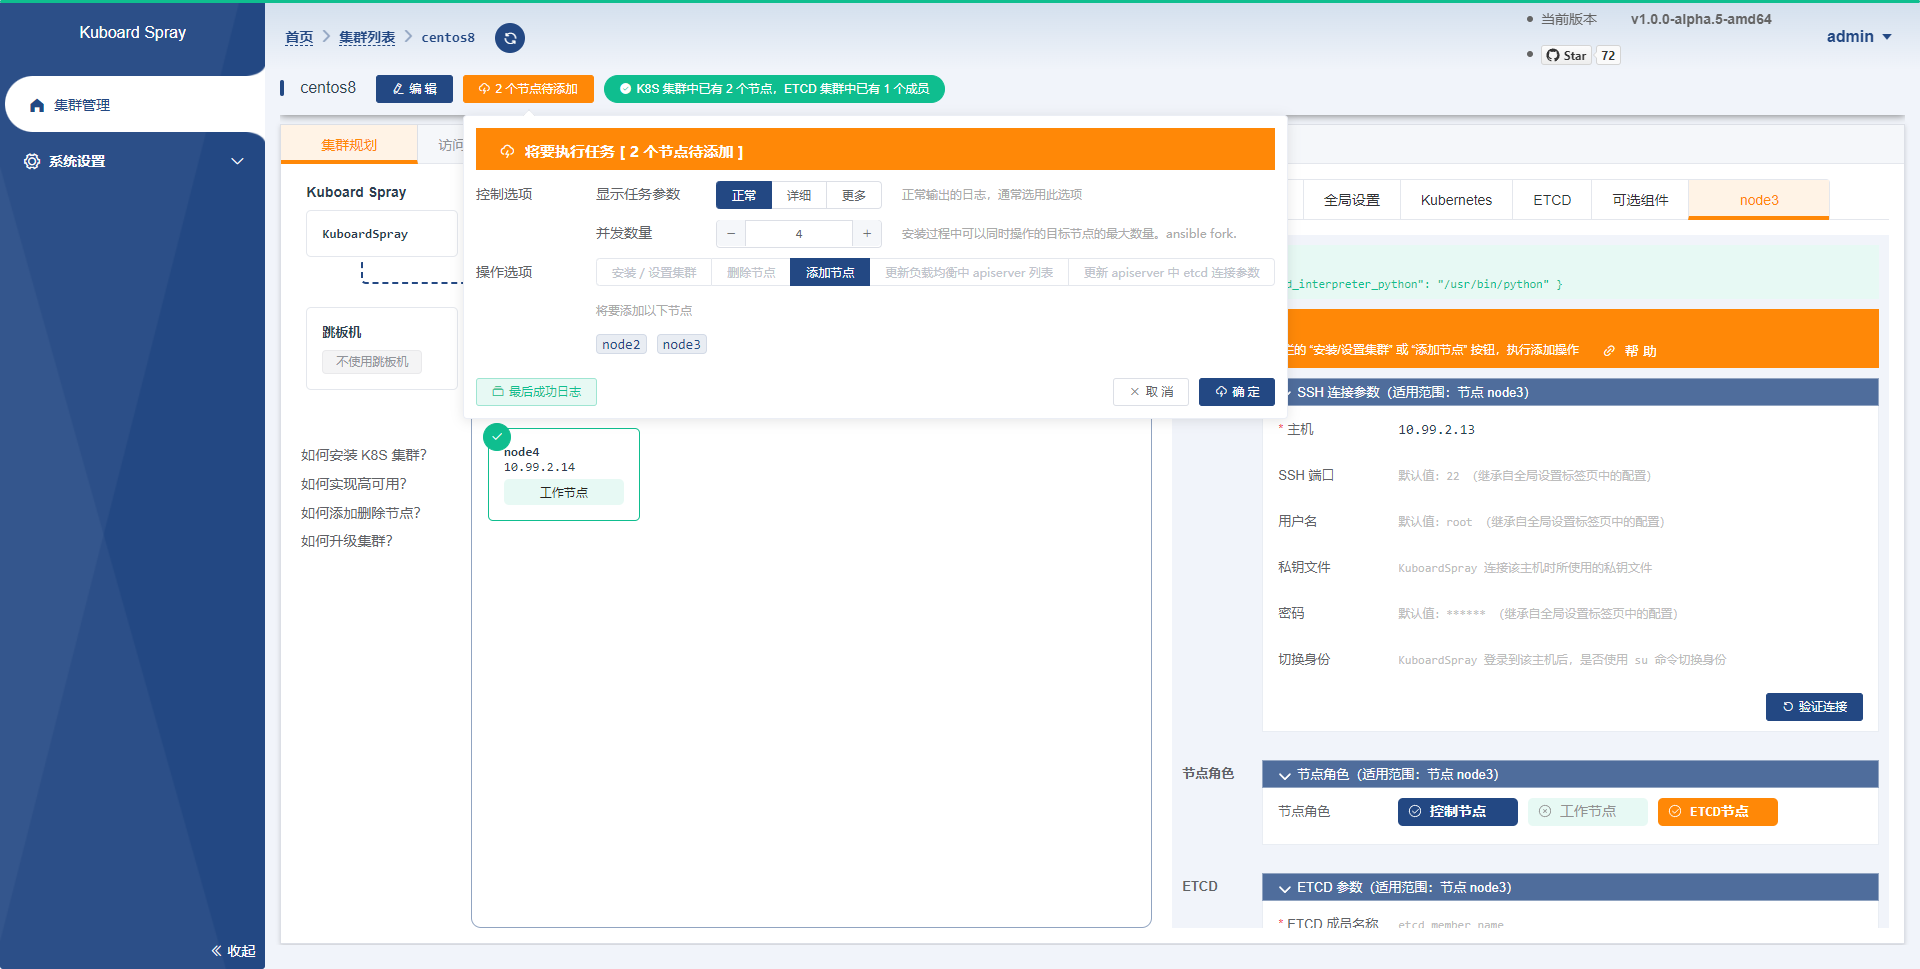 Kuboard Spray
集群管理
系统设置
收起
首页 集群列表 centos8
当前版本 v1.0.0-alpha.5-amd64
Star 72
admin
centos8 编 辑 2 个节点待添加 K8S 集群中已有 2 个节点，ETCD 集群中已有 1 个成员
集群规划 访问
Kuboard Spray
KuboardSpray
跳板机
不使用跳板机
如何安装 K8S 集群？
如何实现高可用？
如何添加删除节点？
如何升级集群？
将要执行任务 [ 2 个节点待添加 ]
控制选项 显示任务参数 正常 详细 更多 正常输出的日志，通常选用此选项
并发数量 − 4 + 安装过程中可以同时操作的目标节点的最大数量。ansible fork.
操作选项 安装 / 设置集群 删除节点 添加节点 更新负载均衡中 apiserver 列表 更新 apiserver 中 etcd 连接参数
将要添加以下节点
node2 node3
最后成功日志 取 消 确 定
node4
10.99.2.14
工作节点
全局设置 Kubernetes ETCD 可选组件 node3
d_interpreter_python": "/usr/bin/python" }
的 “安装/设置集群” 或 “添加节点” 按钮，执行添加操作 帮 助
SSH 连接参数（适用范围：节点 node3）
* 主机 10.99.2.13
SSH 端口 默认值: 22 （继承自全局设置标签页中的配置）
用户名 默认值: root （继承自全局设置标签页中的配置）
私钥文件 KuboardSpray 连接该主机时所使用的私钥文件
密码 默认值: ****** （继承自全局设置标签页中的配置）
切换身份 KuboardSpray 登录到该主机后，是否使用 su 命令切换身份
验证连接
节点角色 节点角色（适用范围：节点 node3）
节点角色 控制节点 工作节点 ETCD节点
ETCD ETCD 参数（适用范围：节点 node3）
* ETCD 成员名称 etcd_member_name